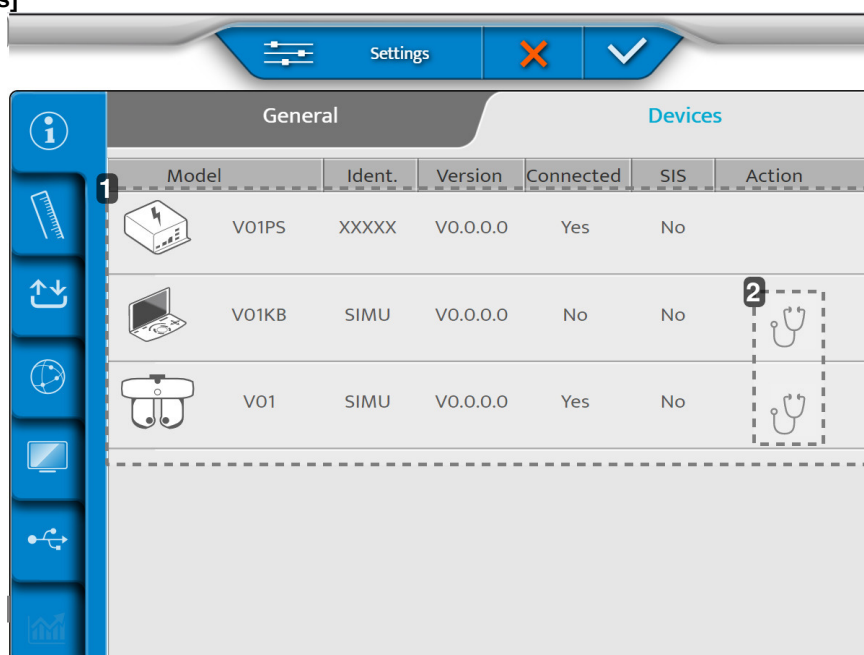 s]
Settings
General Devices
Model Ident. Version Connected SIS Action
1
V01PS XXXXX V0.0.0.0 Yes No
2
V01KB SIMU V0.0.0.0 No No
V01 SIMU V0.0.0.0 Yes No